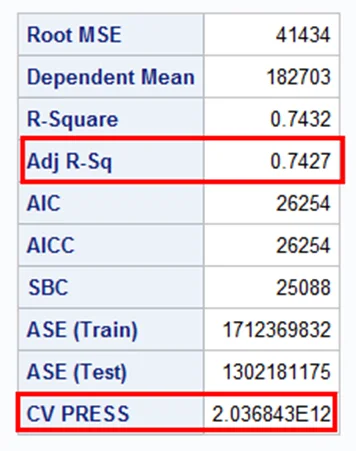 Root MSE 41434
Dependent Mean 182703
R-Square 0.7432
Adj R-Sq 0.7427
AIC 26254
AICC 26254
SBC 25088
ASE (Train) 1712369832
ASE (Test) 1302181175
CV PRESS 2.036843E12